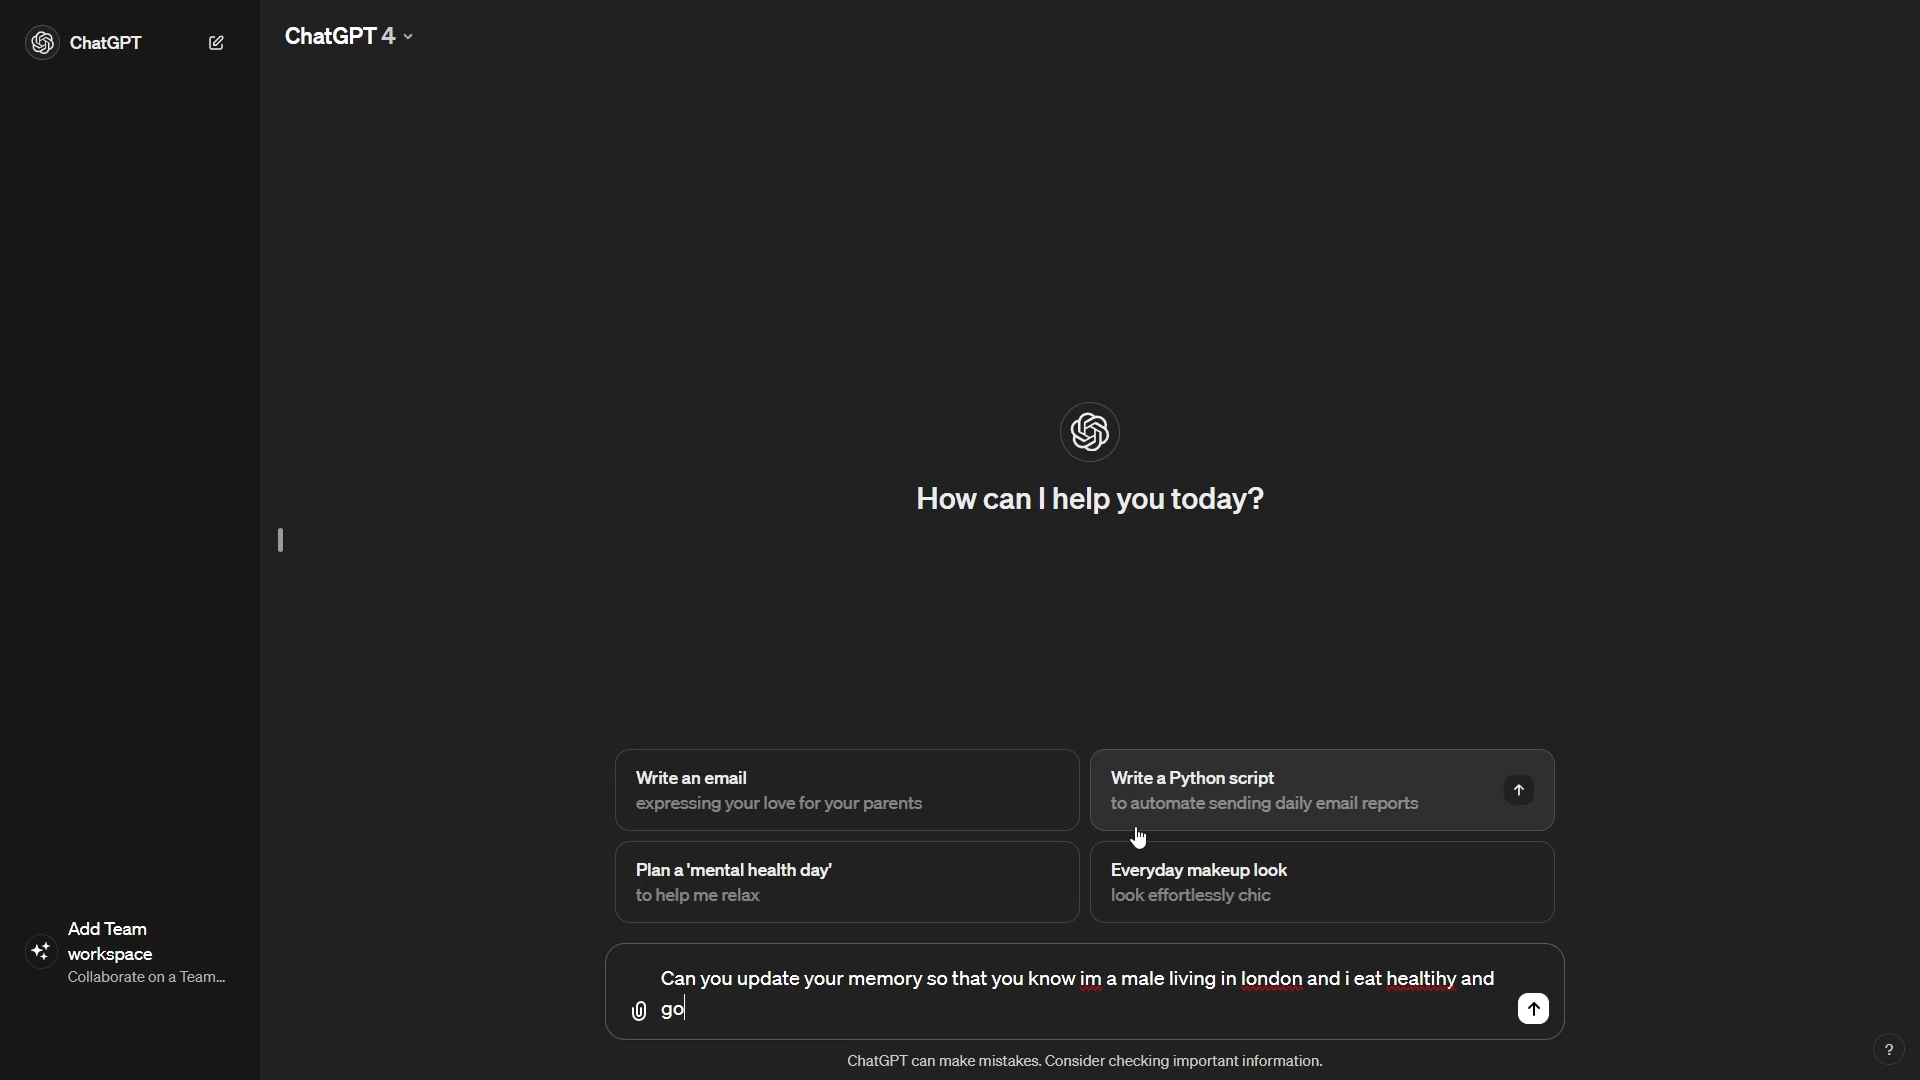 ChatGPT
ChatGPT 4
How can I help you today?
Write an email
expressing your love for your parents
Write a Python script
to automate sending daily email reports
Plan a 'mental health day'
to help me relax
Everyday makeup look
look effortlessly chic
Add Team
workspace
Collaborate on a Team...
Can you update your memory so that you know im a male living in london and i eat healtihy and
go
ChatGPT can make mistakes. Consider checking important information.
?